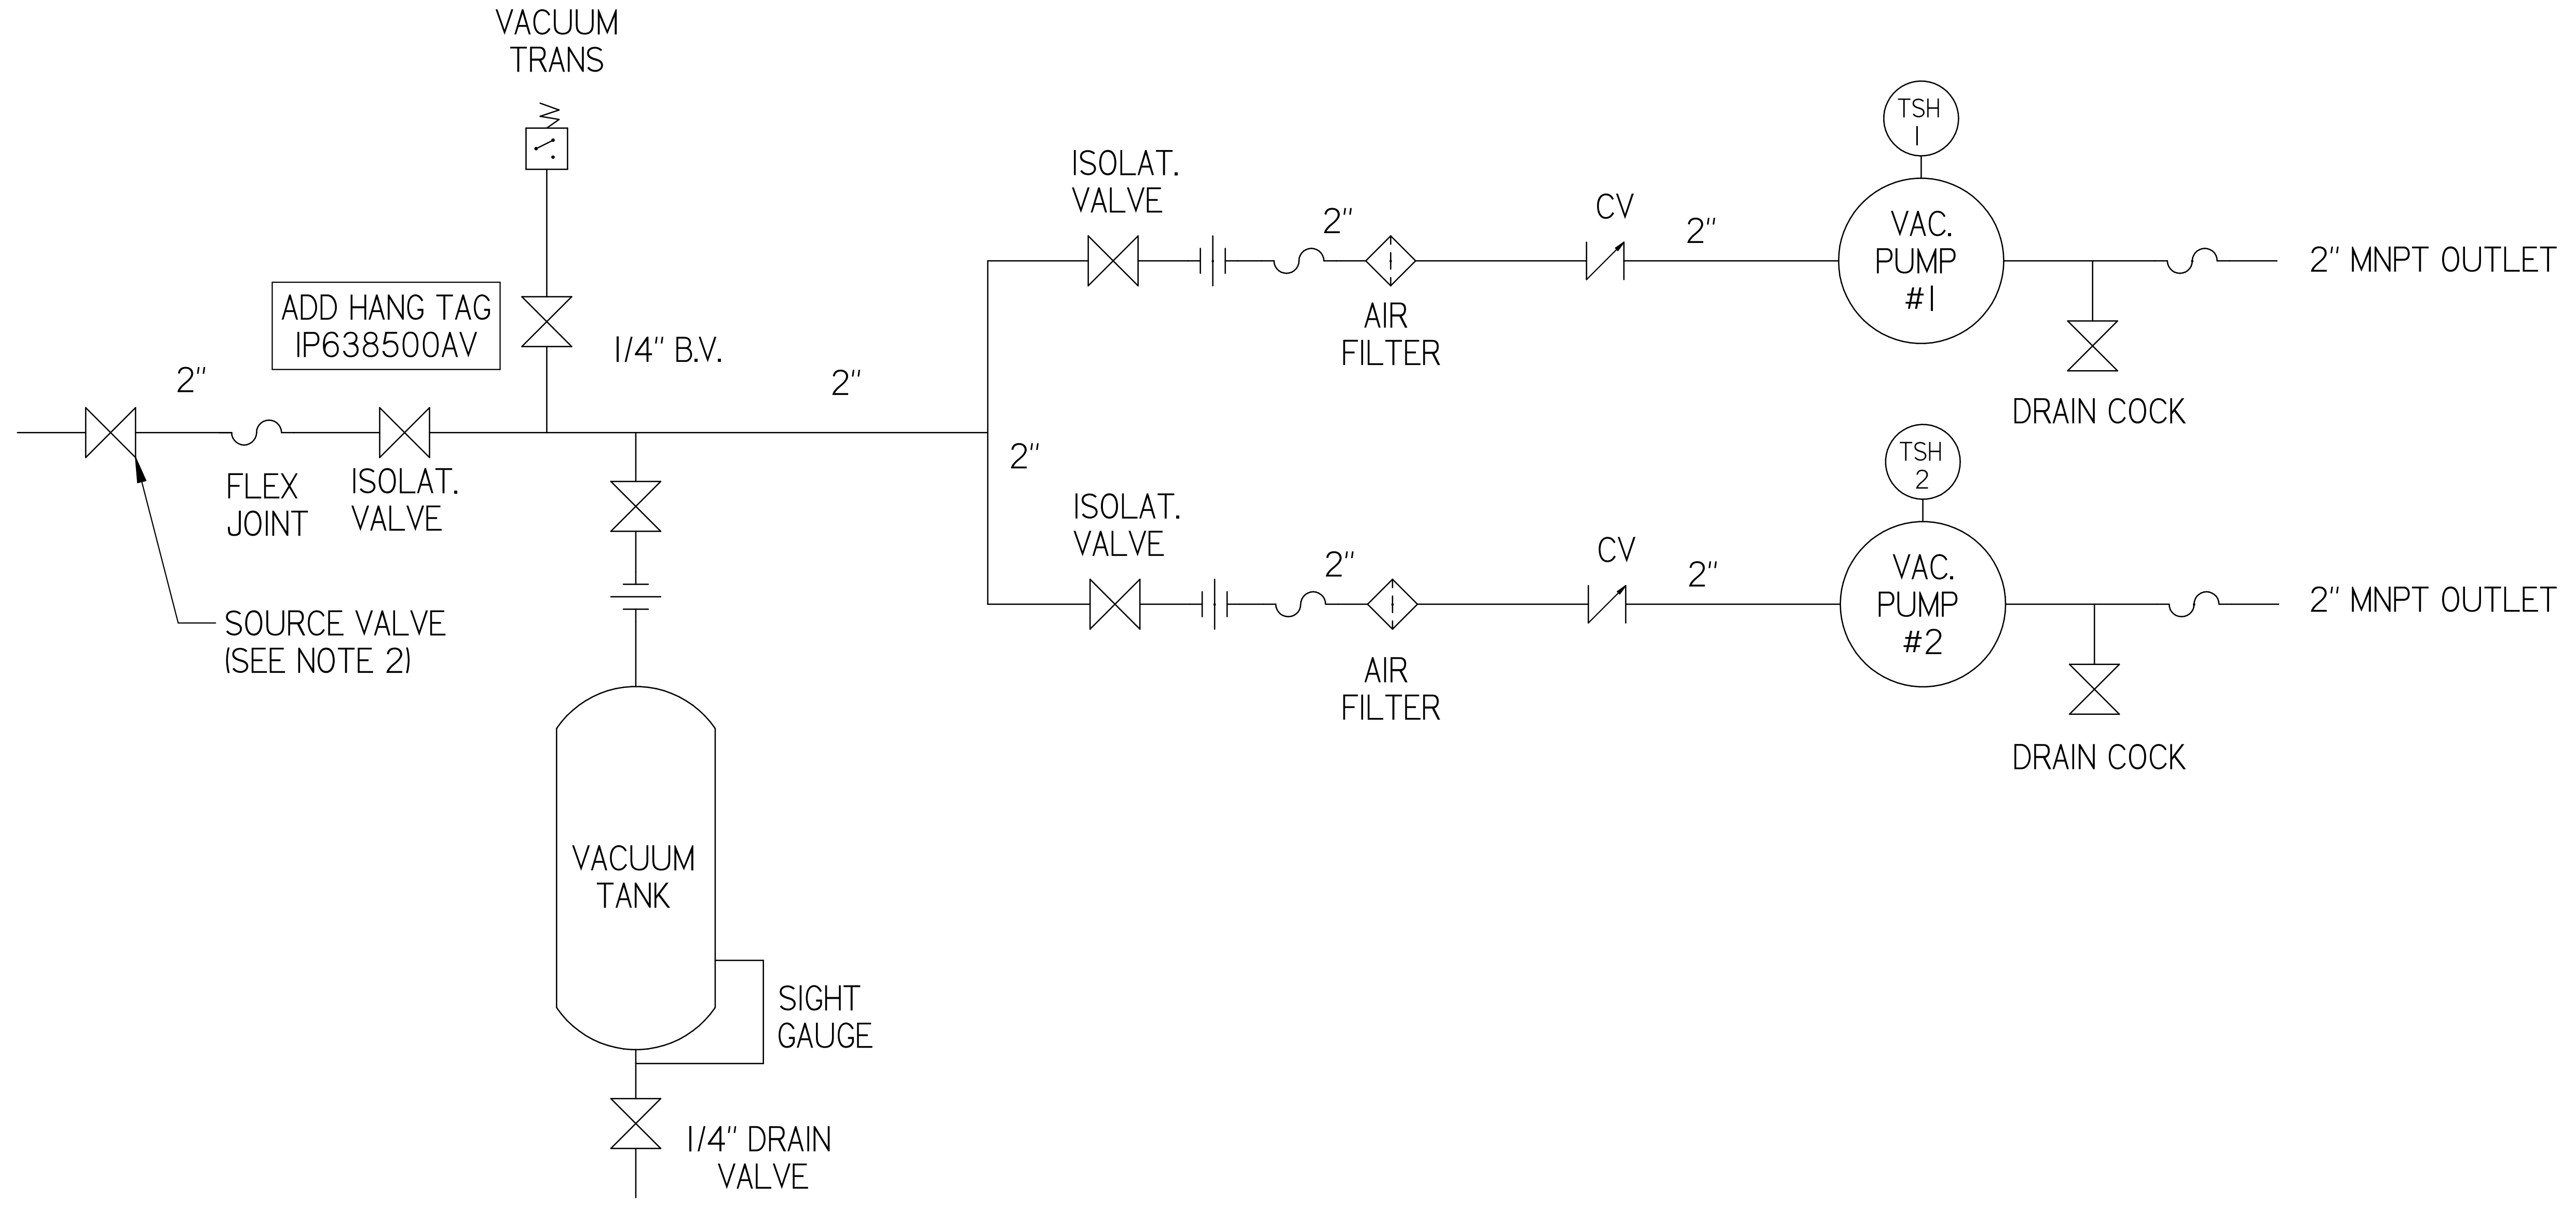 VACUUM
TRANS
ADD HANG TAG
IP638500AV
1/4" B.V.
2"
2"
FLEX
JOINT
ISOLAT.
VALVE
SOURCE VALVE
(SEE NOTE 2)
2"
ISOLAT.
VALVE
2"
AIR
FILTER
CV
2"
TSH
1
VAC.
PUMP
#1
2" MNPT OUTLET
DRAIN COCK
ISOLAT.
VALVE
2"
AIR
FILTER
CV
2"
TSH
2
VAC.
PUMP
#2
2" MNPT OUTLET
DRAIN COCK
VACUUM
TANK
SIGHT
GAUGE
1/4" DRAIN
VALVE